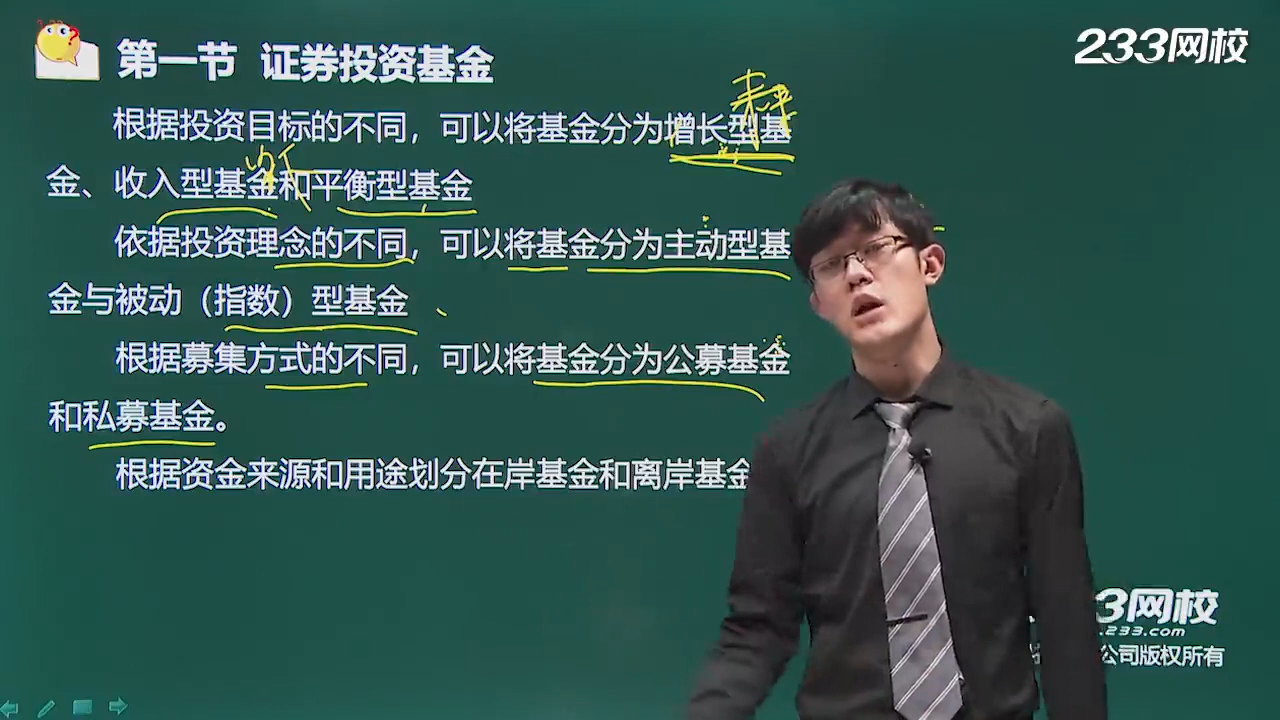 233网校
第一节 证券投资基金
未来
根据投资目标的不同，可以将基金分为增长型基
金、收入型基金和平衡型基金
依据投资理念的不同，可以将基金分为主动型基
金与被动（指数）型基金
根据募集方式的不同，可以将基金分为公募基金
和私募基金。
根据资金来源和用途划分在岸基金和离岸基金
3网校
.233.com
公司版权所有